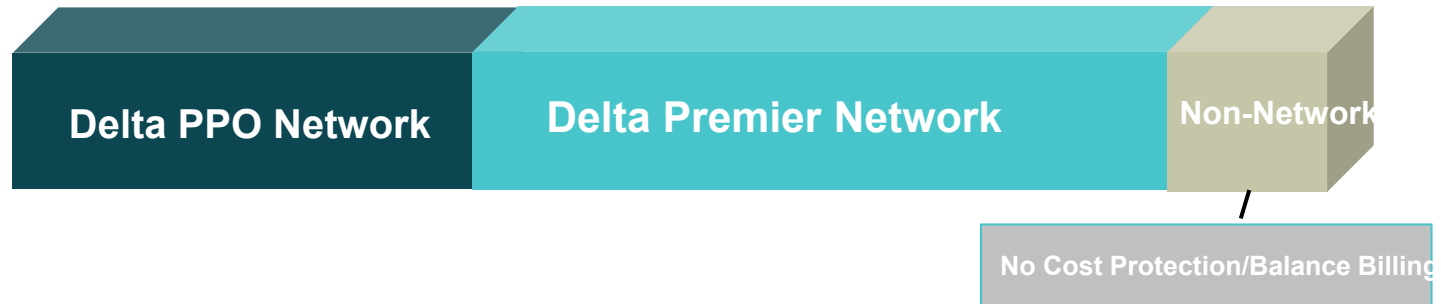 Delta PPO Network
Delta Premier Network
Non-Network
No Cost Protection/Balance Billing